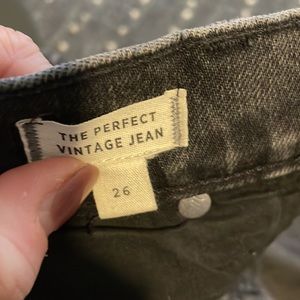 THE PERFECT
VINTAGE JEAN
26